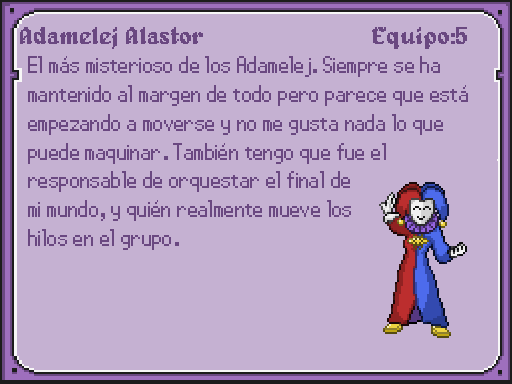 Adamelej Alastor Equipo:5
El más misterioso de los Adamelej. Siempre se ha
mantenido al margen de todo pero parece que está
empezando a moverse y no me gusta nada lo que
puede maquinar. También tengo que fue el
responsable de orquestar el final de
mi mundo, y quién realmente mueve los
hilos en el grupo.